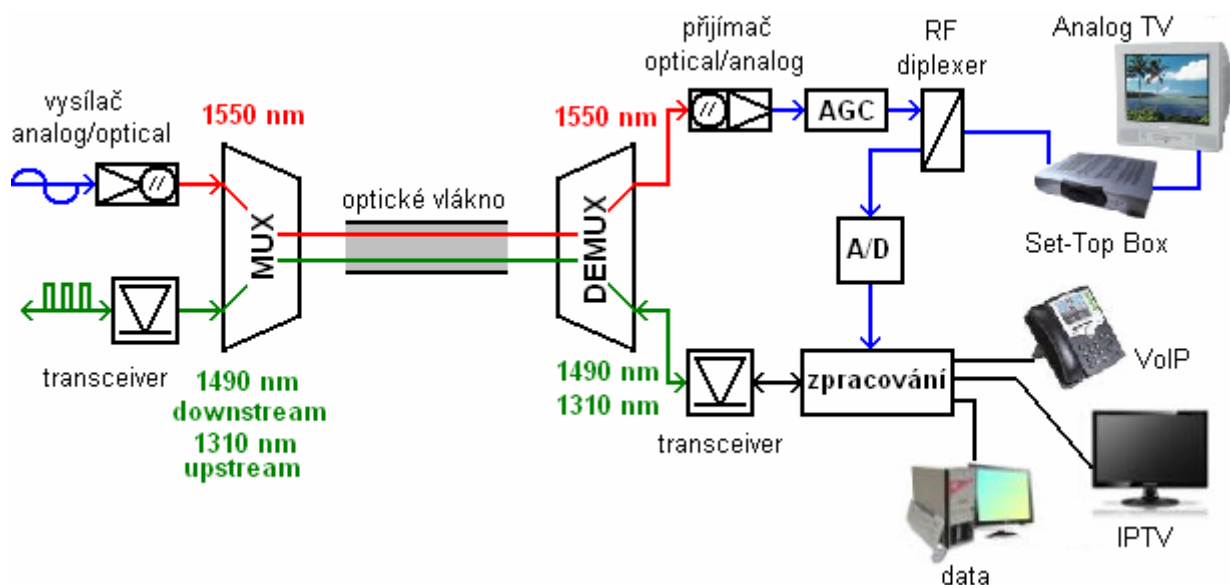 vysílač
analog/optical
1550 nm
MUX
transceiver
1490 nm
downstream
1310 nm
upstream
optické vlákno
1550 nm
DEMUX
1490 nm
1310 nm
přijímač
optical/analog
AGC
RF
diplexer
Analog TV
Set-Top Box
A/D
transceiver
zpracování
VoIP
IPTV
data